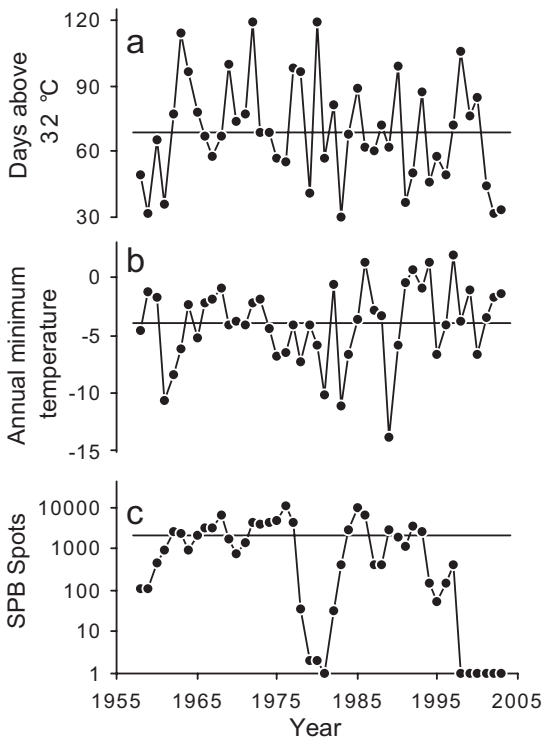 a
Days above
32 °C
120
90
60
30
b
Annual minimum
temperature
0
-5
-10
-15
c
SPB Spots
10000
1000
100
10
1
1955 1965 1975 1985 1995 2005
Year